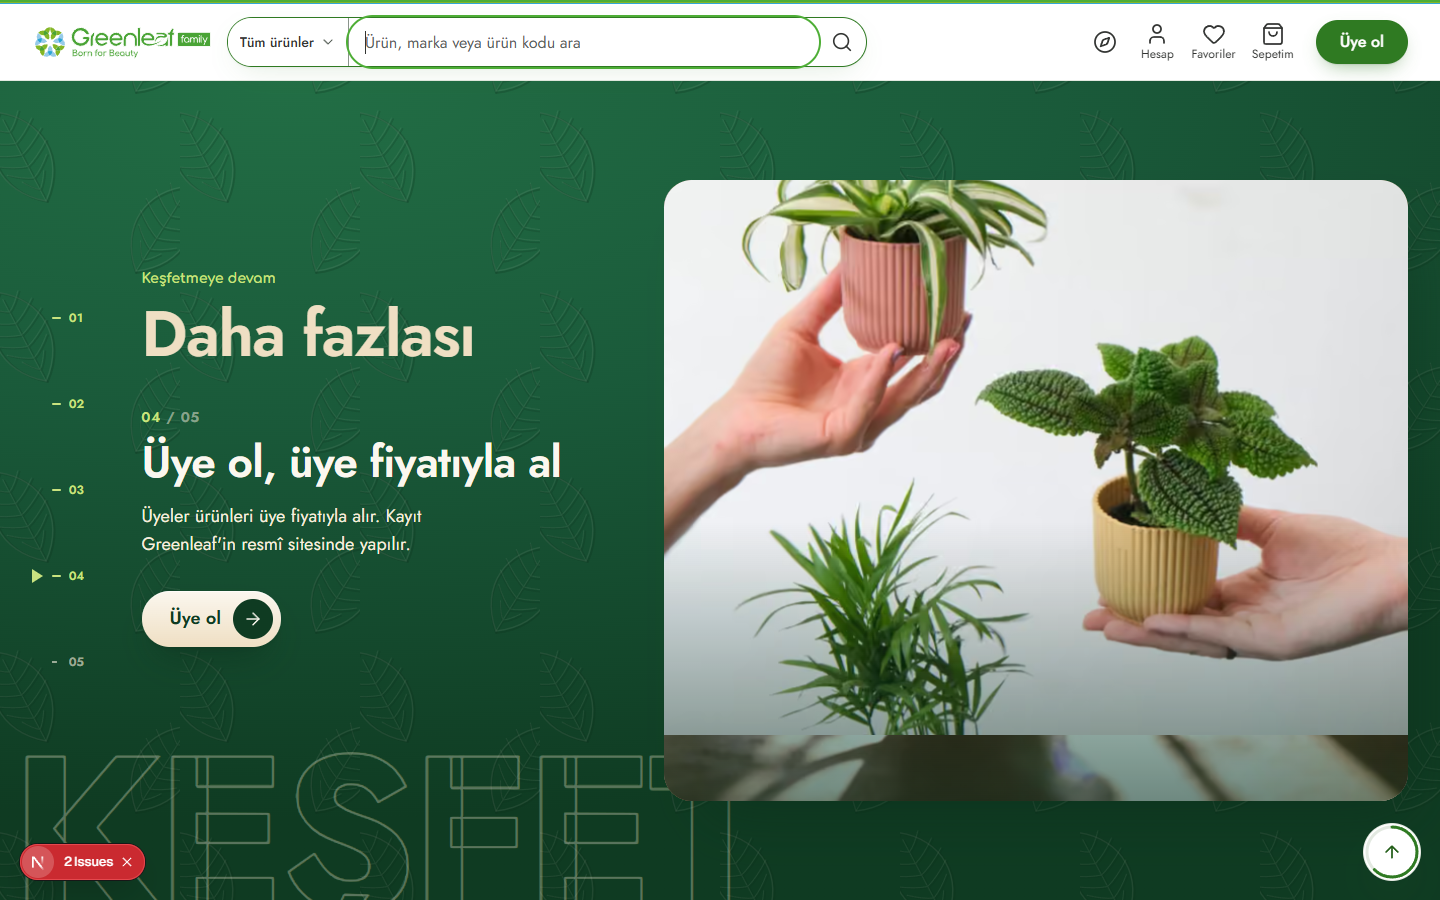 Greenleaf family
Born for Beauty
Tüm ürünler
Ürün, marka veya ürün kodu ara
Hesap
Favoriler
Sepetim
Üye ol
Keşfetmeye devam
Daha fazlası
01
02
03
04
05
04 / 05
Üye ol, üye fiyatıyla al
Üyeler ürünleri üye fiyatıyla alır. Kayıt
Greenleaf'in resmî sitesinde yapılır.
Üye ol
KEŞFET
N 2 Issues